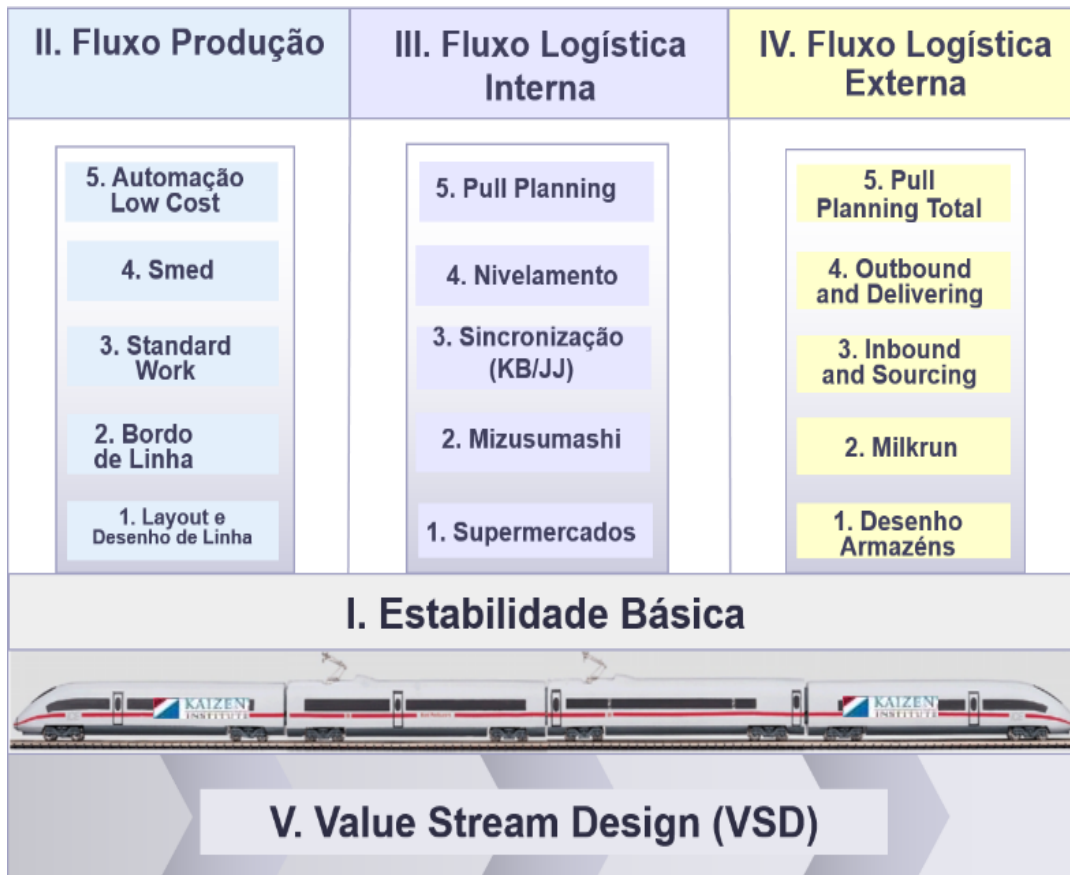 II. Fluxo Produção
III. Fluxo Logística
Interna
IV. Fluxo Logística
Externa
5. Automação
Low Cost
4. Smed
3. Standard
Work
2. Bordo
de Linha
1. Layout e
Desenho de Linha
5. Pull Planning
4. Nivelamento
3. Sincronização
(KB/JJ)
2. Mizusumashi
1. Supermercados
5. Pull
Planning Total
4. Outbound
and Delivering
3. Inbound
and Sourcing
2. Milkrun
1. Desenho
Armazéns
I. Estabilidade Básica
KAIZEN
INSTITUTE
KAIZEN
INSTITUTE
V. Value Stream Design (VSD)